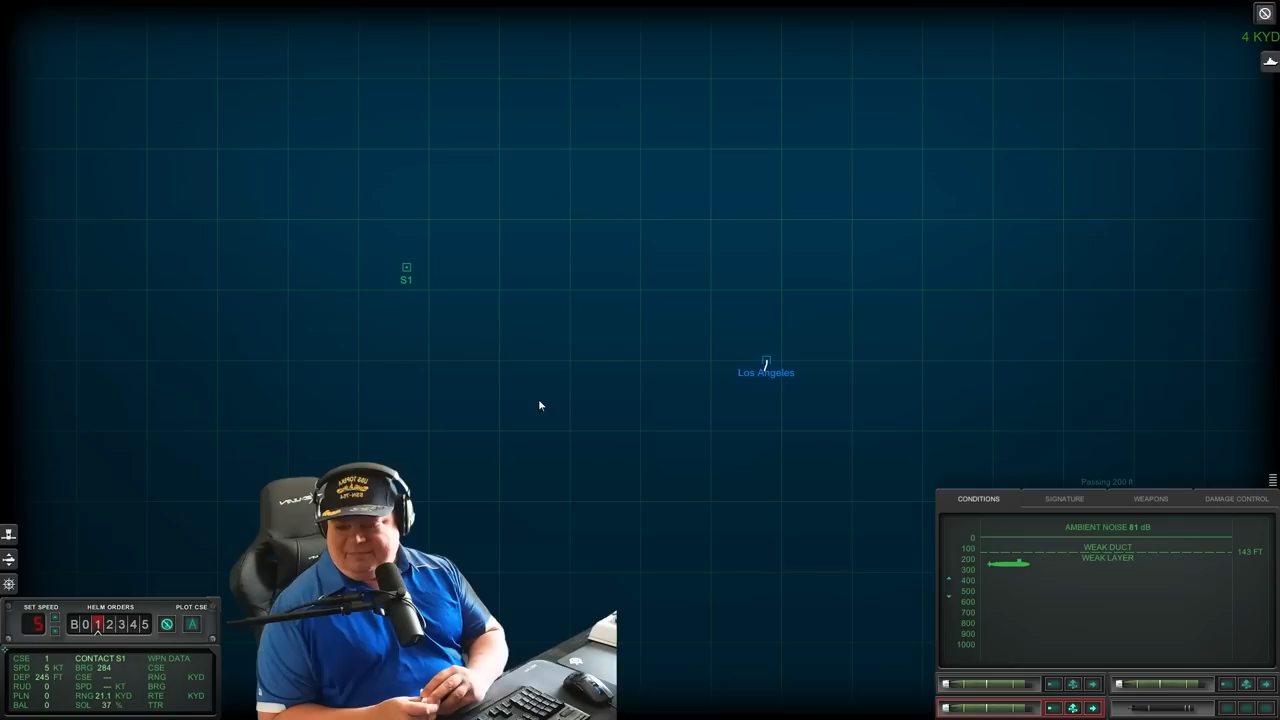 4 KYD
S1
Los Angeles
USS TOPEKA
SSN-754
Passing 200 ft
CONDITIONS
SIGNATURE
WEAPONS
DAMAGE CONTROL
AMBIENT NOISE 81 dB
0
100
200
300
400
500
600
700
800
900
1000
WEAK DUCT
WEAK LAYER
143 FT
SET SPEED
HELM ORDERS
PLOT CSE
5
B 0 1 2 3 4 5
A
CSE 1 CONTACT S1 WPN DATA
SPD 5 KT BRG 284 CSE
DEP 245 FT CSE --- RNG KYD
RUD 0 SPD --- KT BRG
PLN 0 RNG 21.1 KYD RTE KYD
BAL 0 SOL 37 % TTR